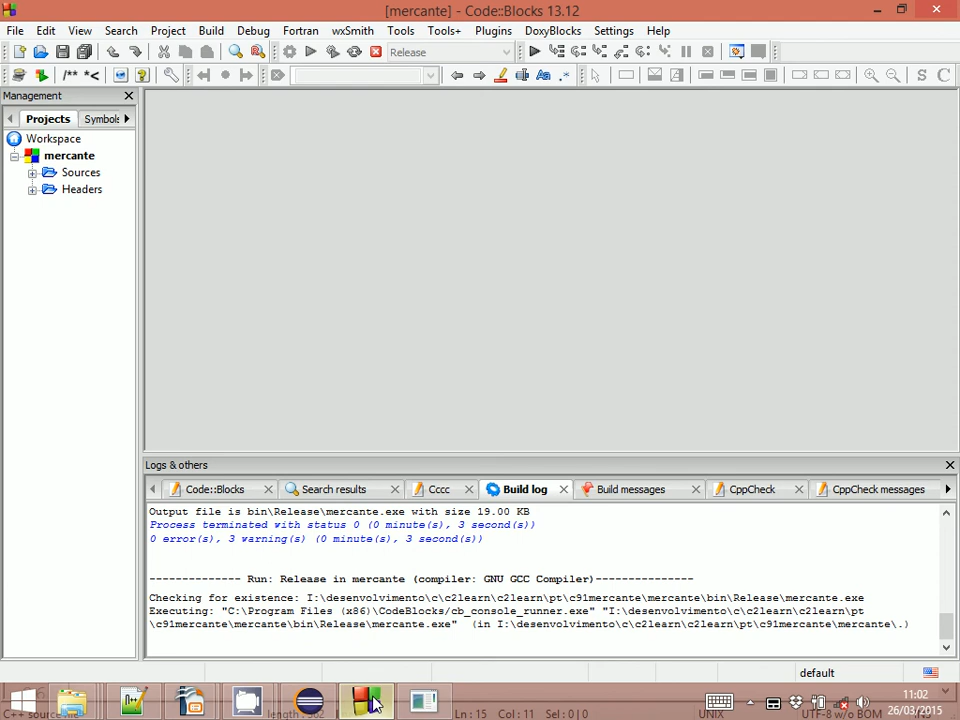 [mercante] - Code::Blocks 13.12
File Edit View Search Project Build Debug Fortran wxSmith Tools Tools+ Plugins DoxyBlocks Settings Help
Release
/** *<
.*
S C
Management
Projects Symbols
Workspace
mercante
Sources
Headers
Logs & others
Code::Blocks Search results Cccc Build log Build messages CppCheck CppCheck messages
Output file is bin\Release\mercante.exe with size 19.00 KB
Process terminated with status 0 (0 minute(s), 3 second(s))
0 error(s), 3 warning(s) (0 minute(s), 3 second(s))
-------------- Run: Release in mercante (compiler: GNU GCC Compiler)---------------
Checking for existence: I:\desenvolvimento\c\c2learn\c2learn\pt\c91mercante\mercante\bin\Release\mercante.exe
Executing: "C:\Program Files (x86)\CodeBlocks/cb_console_runner.exe" "I:\desenvolvimento\c\c2learn\c2learn\pt
\c91mercante\mercante\bin\Release\mercante.exe" (in I:\desenvolvimento\c\c2learn\c2learn\pt\c91mercante\mercante\.)
default
11:02
26/03/2015
C++ source file
Ln : 15 Col : 11 Sel : 0 | 0
UNIX
UTF-8 w/o BOM